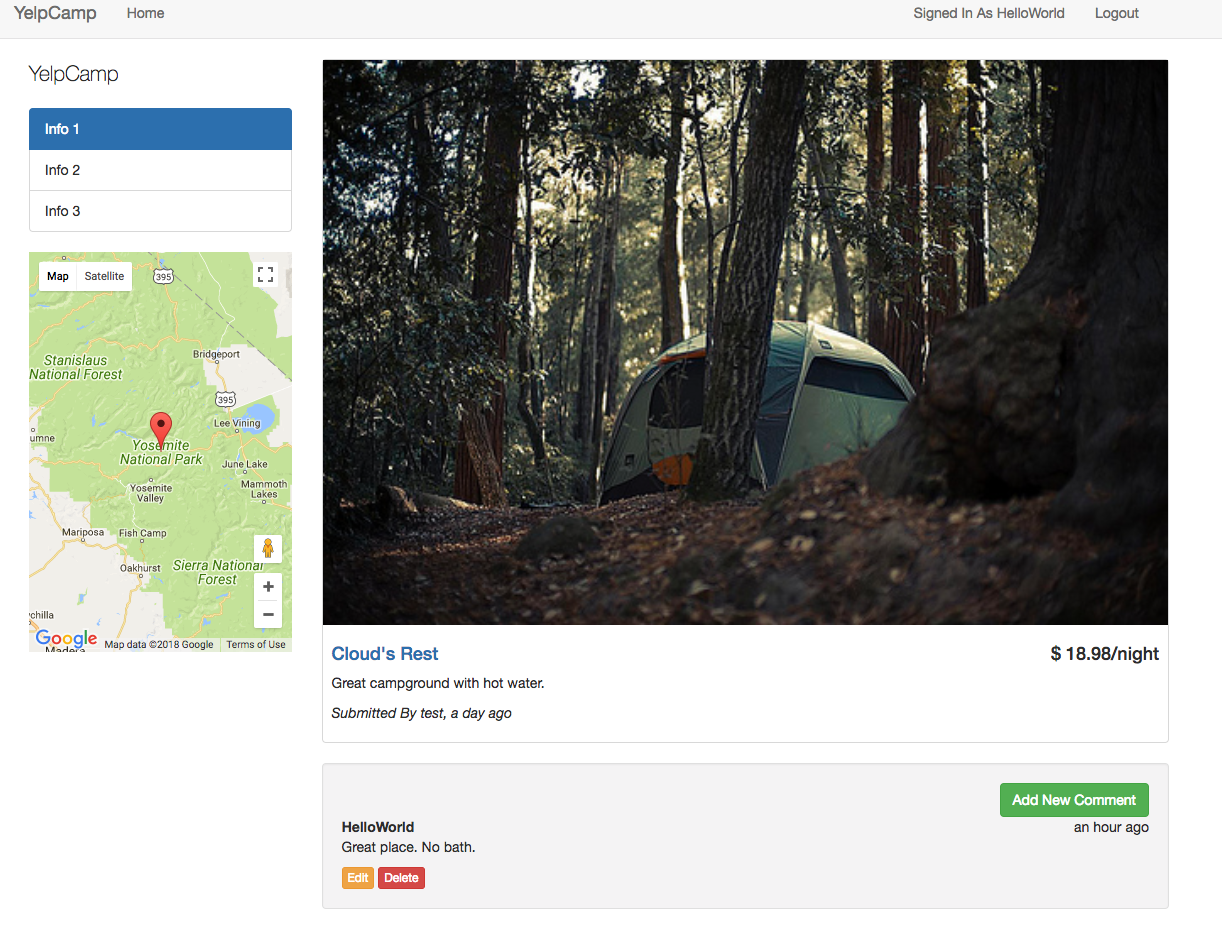 YelpCamp Home Signed In As HelloWorld Logout
YelpCamp
Info 1
Info 2
Info 3
Map Satellite
395
Bridgeport
Stanislaus
National Forest
395
Lee Vining
umne
Yosemite
National Park
June Lake
Yosemite
Valley
Mammoth
Lakes
Mariposa
Fish Camp
Oakhurst
Sierra National
Forest
+
−
wchilla
Google
Madera
Map data ©2018 Google Terms of Use
Cloud's Rest
$ 18.98/night
Great campground with hot water.
Submitted By test, a day ago
Add New Comment
HelloWorld
an hour ago
Great place. No bath.
Edit Delete